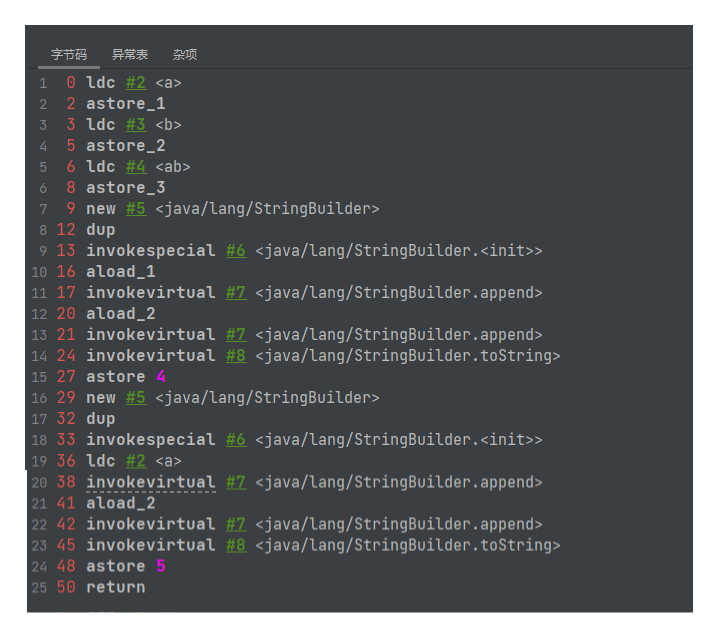 字节码 异常表 杂项
1 0 ldc #2 <a>
2 2 astore_1
3 3 ldc #3 <b>
4 5 astore_2
5 6 ldc #4 <ab>
6 8 astore_3
7 9 new #5 <java/lang/StringBuilder>
8 12 dup
9 13 invokespecial #6 <java/lang/StringBuilder.<init>>
10 16 aload_1
11 17 invokevirtual #7 <java/lang/StringBuilder.append>
12 20 aload_2
13 21 invokevirtual #7 <java/lang/StringBuilder.append>
14 24 invokevirtual #8 <java/lang/StringBuilder.toString>
15 27 astore 4
16 29 new #5 <java/lang/StringBuilder>
17 32 dup
18 33 invokespecial #6 <java/lang/StringBuilder.<init>>
19 36 ldc #2 <a>
20 38 invokevirtual #7 <java/lang/StringBuilder.append>
21 41 aload_2
22 42 invokevirtual #7 <java/lang/StringBuilder.append>
23 45 invokevirtual #8 <java/lang/StringBuilder.toString>
24 48 astore 5
25 50 return